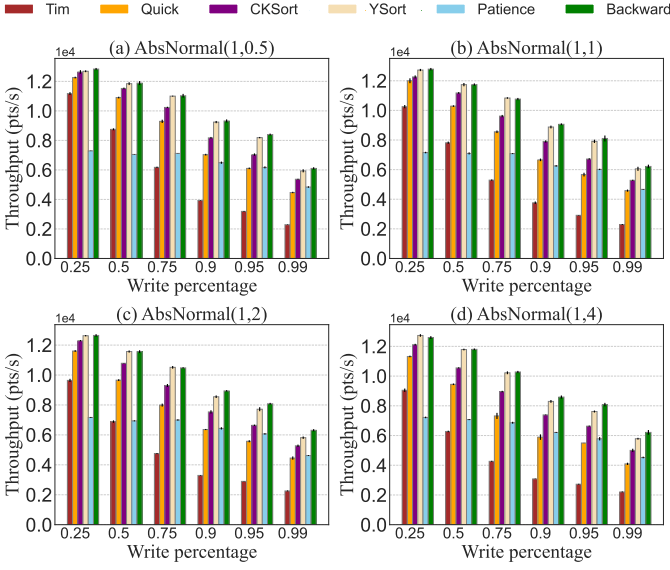 Tim Quick CKSort YSort Patience Backward
(a) AbsNormal(1,0.5)
1e4
Throughput (pts/s)
1.2
1.0
0.8
0.6
0.4
0.2
0.0
0.25 0.5 0.75 0.9 0.95 0.99
Write percentage
(b) AbsNormal(1,1)
1e4
Throughput (pts/s)
1.2
1.0
0.8
0.6
0.4
0.2
0.0
0.25 0.5 0.75 0.9 0.95 0.99
Write percentage
(c) AbsNormal(1,2)
1e4
Throughput (pts/s)
1.2
1.0
0.8
0.6
0.4
0.2
0.0
0.25 0.5 0.75 0.9 0.95 0.99
Write percentage
(d) AbsNormal(1,4)
1e4
Throughput (pts/s)
1.2
1.0
0.8
0.6
0.4
0.2
0.0
0.25 0.5 0.75 0.9 0.95 0.99
Write percentage